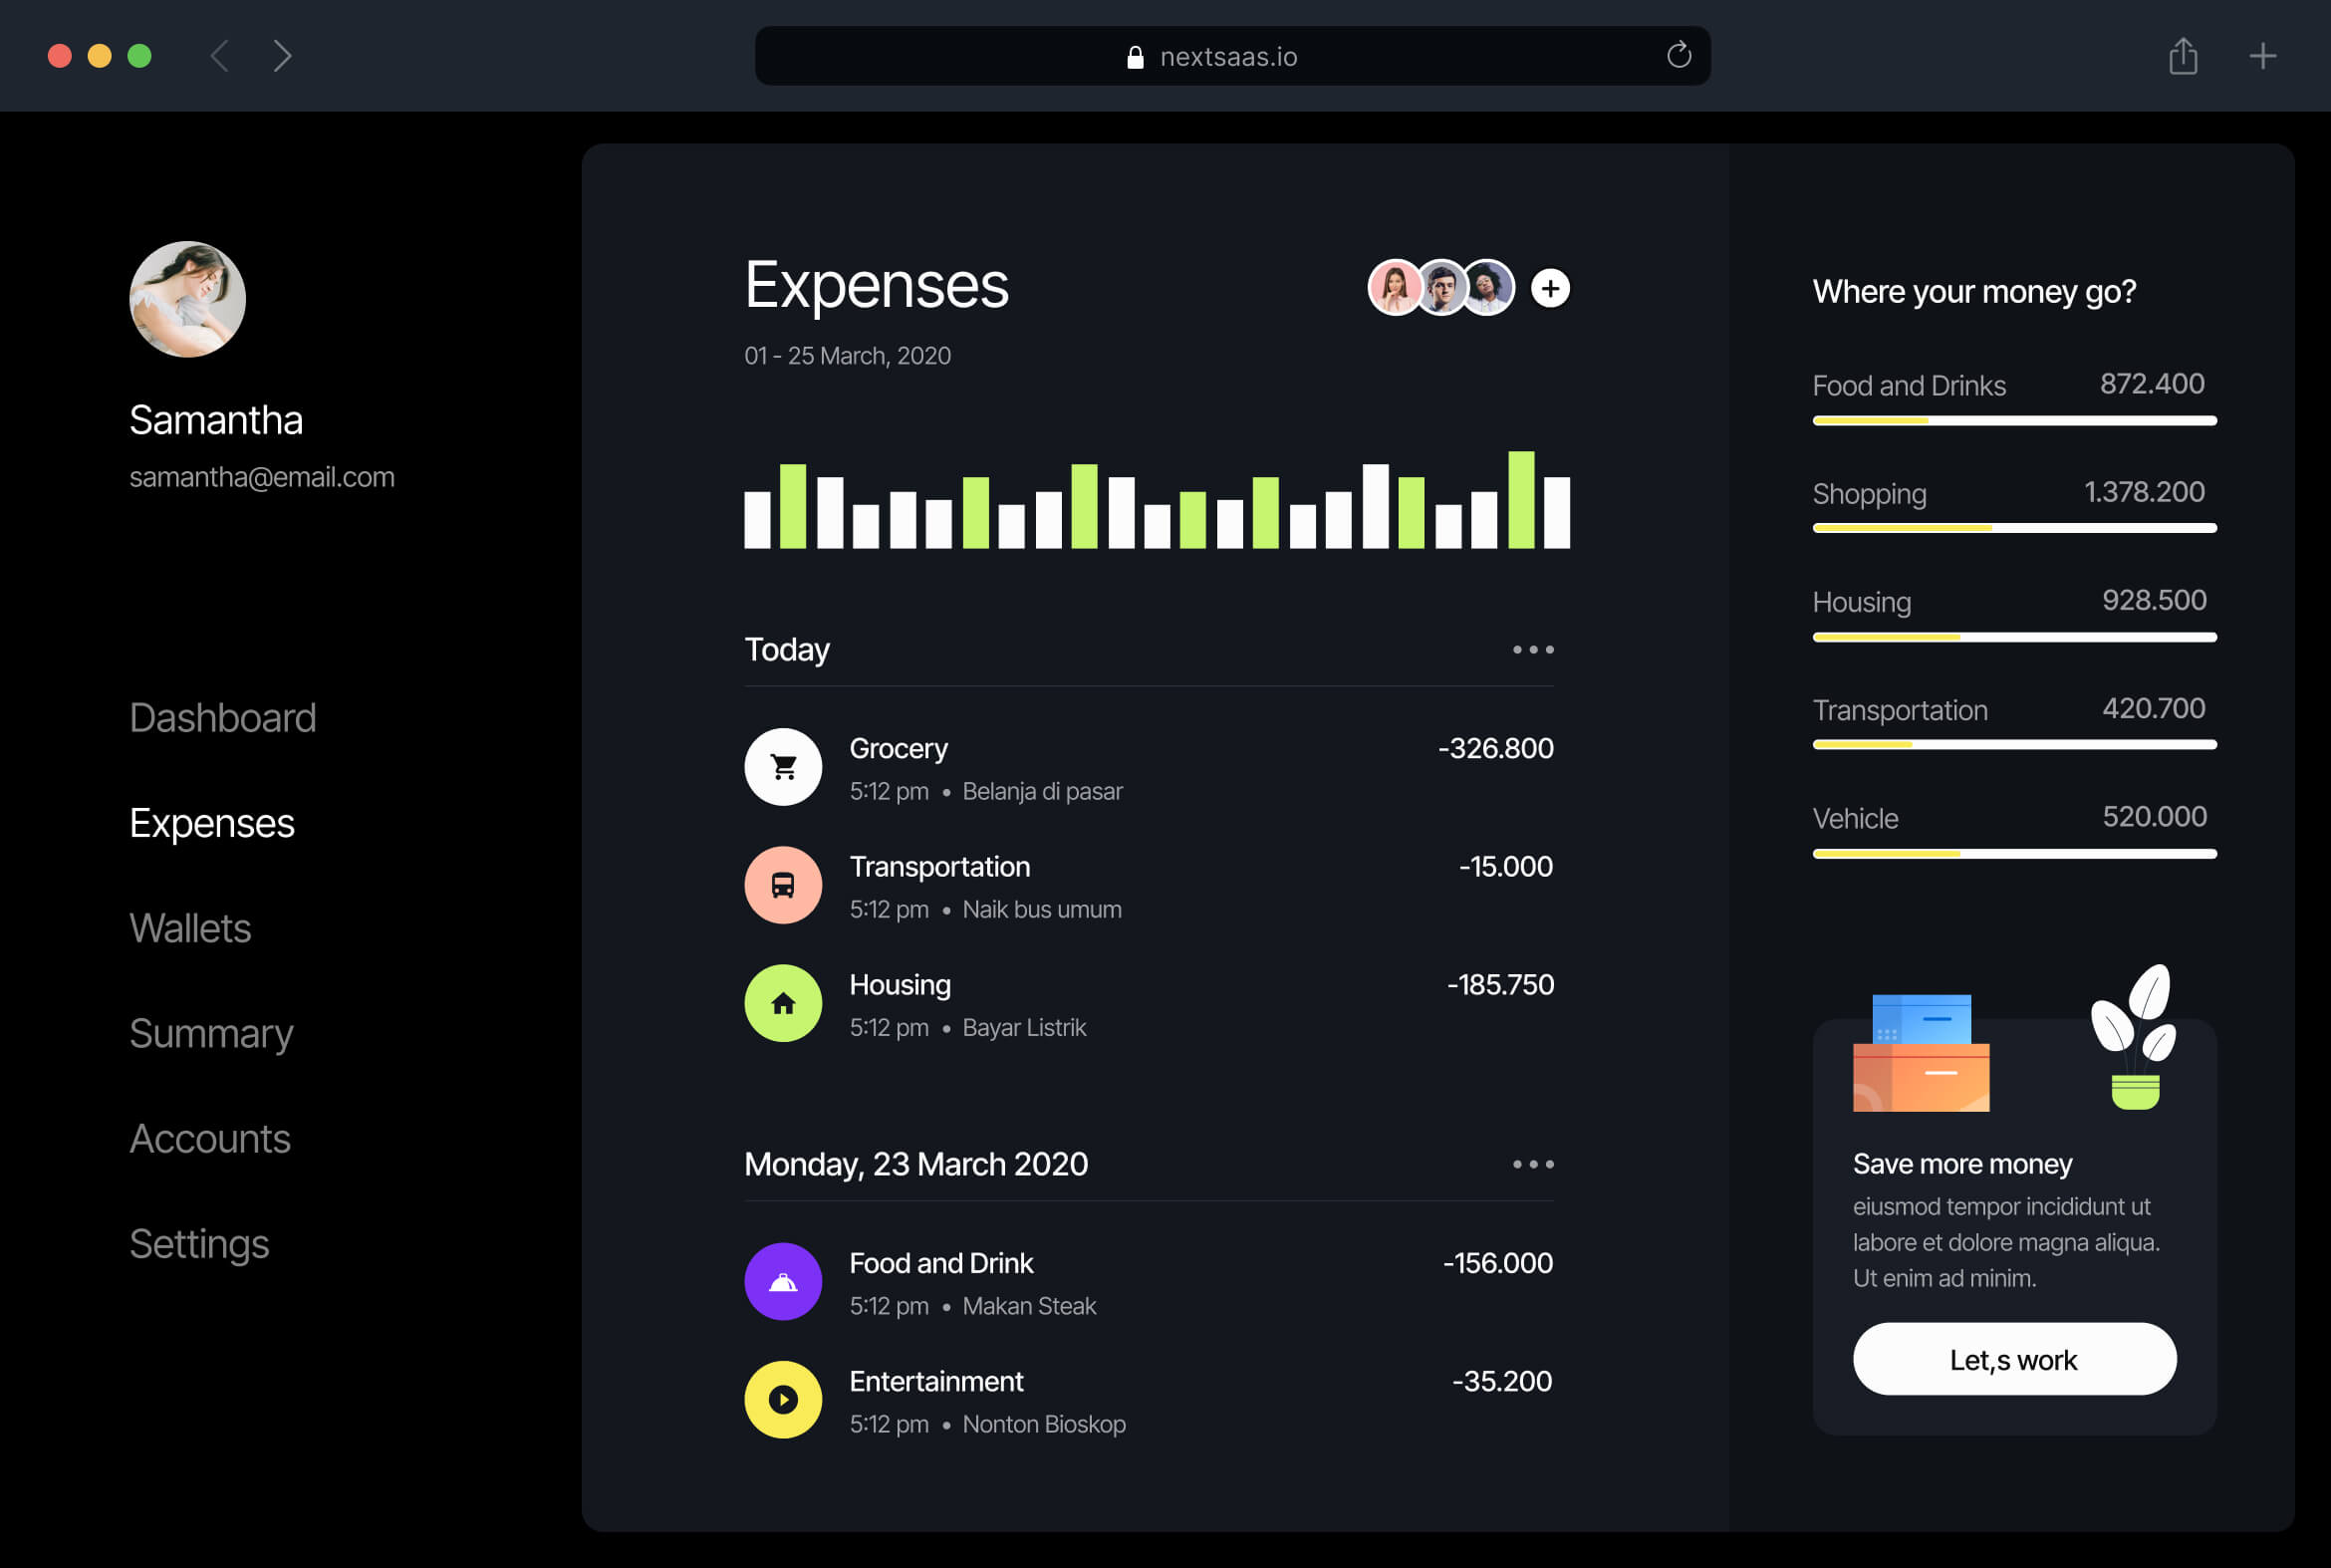 nextsaas.io
Samantha
samantha@email.com
Dashboard
Expenses
Wallets
Summary
Accounts
Settings
Expenses
01 - 25 March, 2020
Today
Grocery -326.800
5:12 pm • Belanja di pasar
Transportation -15.000
5:12 pm • Naik bus umum
Housing -185.750
5:12 pm • Bayar Listrik
Monday, 23 March 2020
Food and Drink -156.000
5:12 pm • Makan Steak
Entertainment -35.200
5:12 pm • Nonton Bioskop
Where your money go?
Food and Drinks 872.400
Shopping 1.378.200
Housing 928.500
Transportation 420.700
Vehicle 520.000
Save more money
eiusmod tempor incididunt ut
labore et dolore magna aliqua.
Ut enim ad minim.
Let,s work